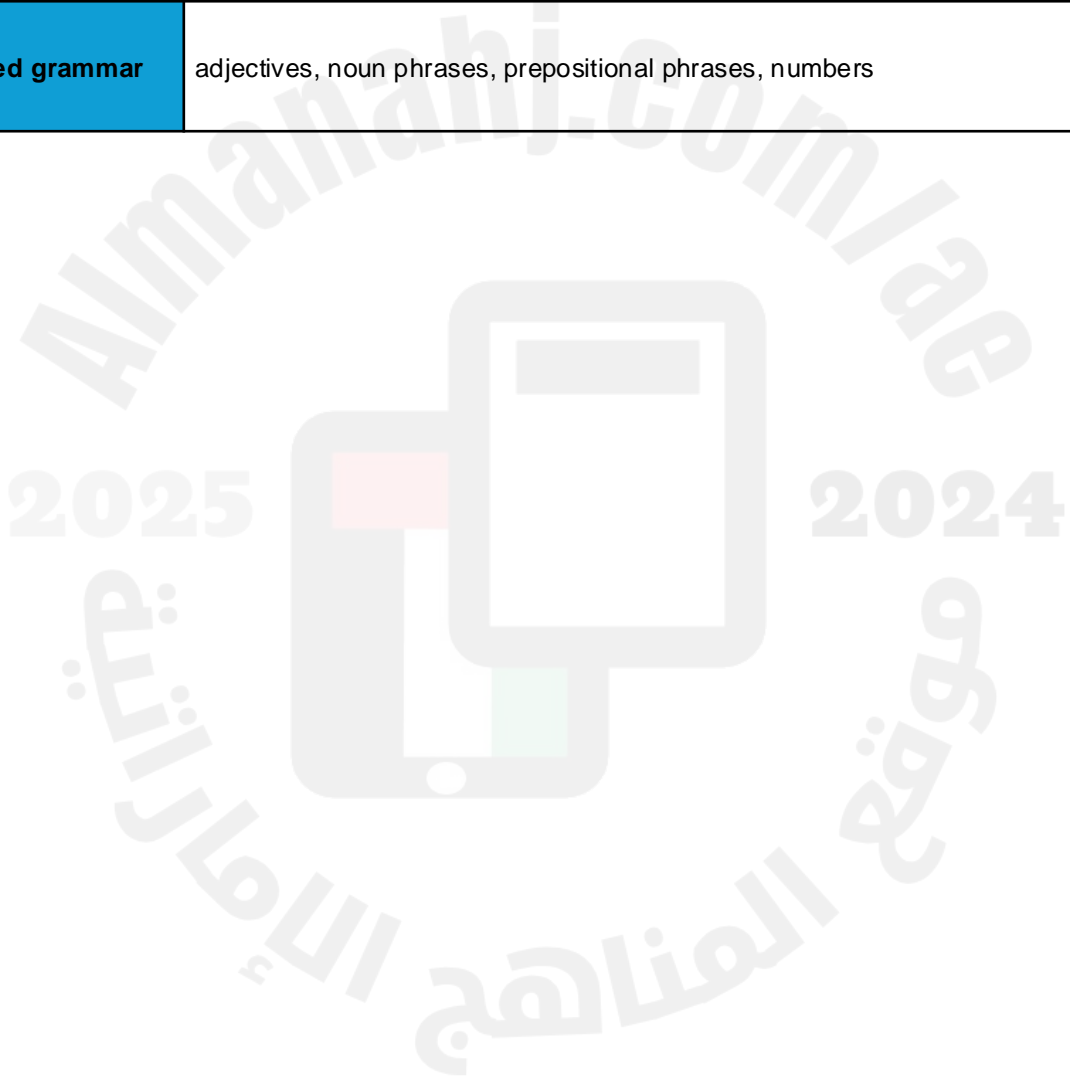 ed grammar
adjectives, noun phrases, prepositional phrases, numbers
Almanahj.com/ae
2025
2024
موقع المناهج الإماراتية